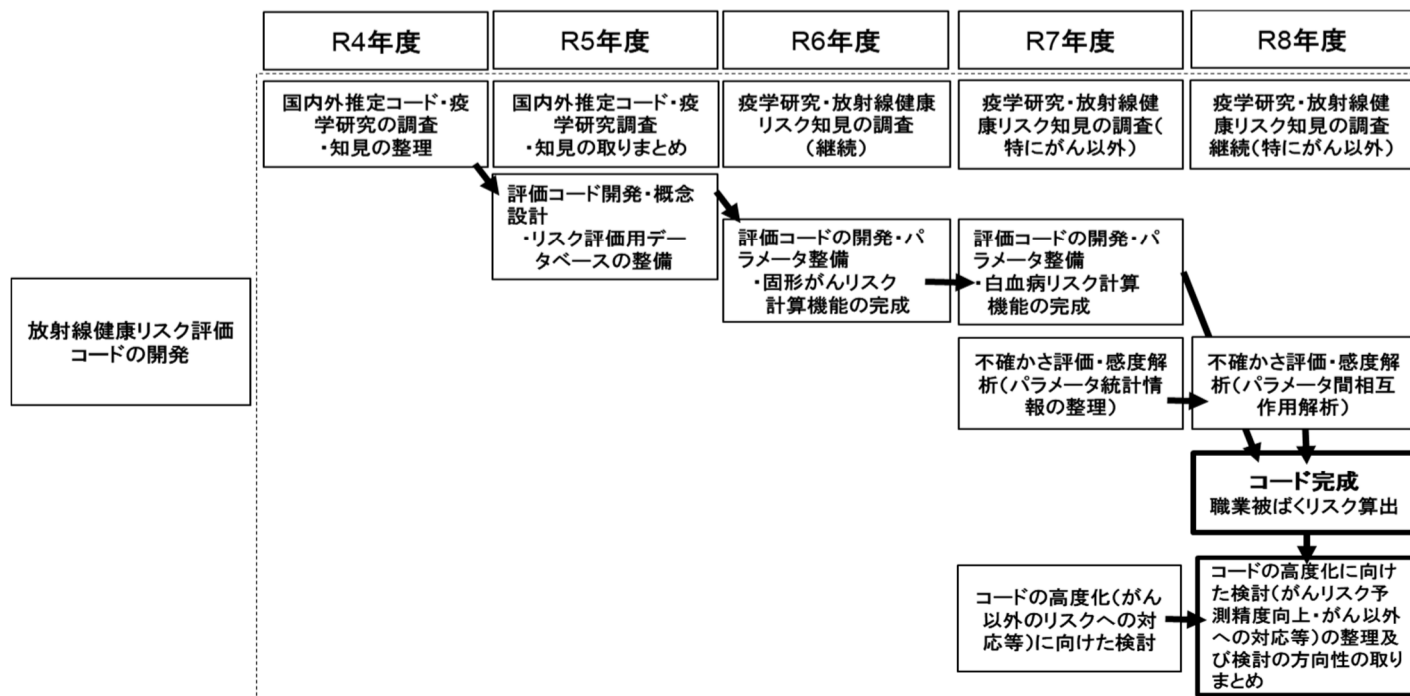 R4年度
R5年度
R6年度
R7年度
R8年度
国内外推定コード・疫
学研究の調査
・知見の整理
国内外推定コード・疫
学研究調査
・知見の取りまとめ
疫学研究・放射線健康
リスク知見の調査
（継続）
疫学研究・放射線健
康リスク知見の調査（
特にがん以外）
疫学研究・放射線健
康リスク知見の調査
継続（特にがん以外）
評価コード開発・概念
設計
・リスク評価用デー
タベースの整備
評価コードの開発・パ
ラメータ整備
・固形がんリスク
計算機能の完成
評価コードの開発・パ
ラメータ整備
・白血病リスク計算
機能の完成
放射線健康リスク評価
コードの開発
不確かさ評価・感度解
析（パラメータ統計情
報の整理）
不確かさ評価・感度解
析（パラメータ間相互
作用解析）
コード完成
職業被ばくリスク算出
コードの高度化（がん
以外のリスクへの対
応等）に向けた検討
コードの高度化に向け
た検討（がんリスク予
測精度向上・がん以外
への対応等）の整理及
び検討の方向性の取り
まとめ